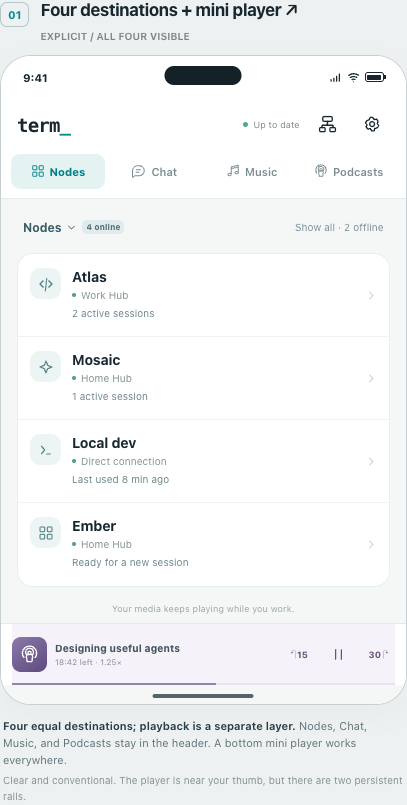 01 Four destinations + mini player ↗
EXPLICIT / ALL FOUR VISIBLE
9:41
term_
Up to date
Nodes
Chat
Music
Podcasts
Nodes
4 online
Show all · 2 offline
Atlas
Work Hub
2 active sessions
Mosaic
Home Hub
1 active session
Local dev
Direct connection
Last used 8 min ago
Ember
Home Hub
Ready for a new session
Your media keeps playing while you work.
Designing useful agents
18:42 left · 1.25×
15
30
Four equal destinations; playback is a separate layer. Nodes, Chat,
Music, and Podcasts stay in the header. A bottom mini player works
everywhere.
Clear and conventional. The player is near your thumb, but there are two persistent
rails.